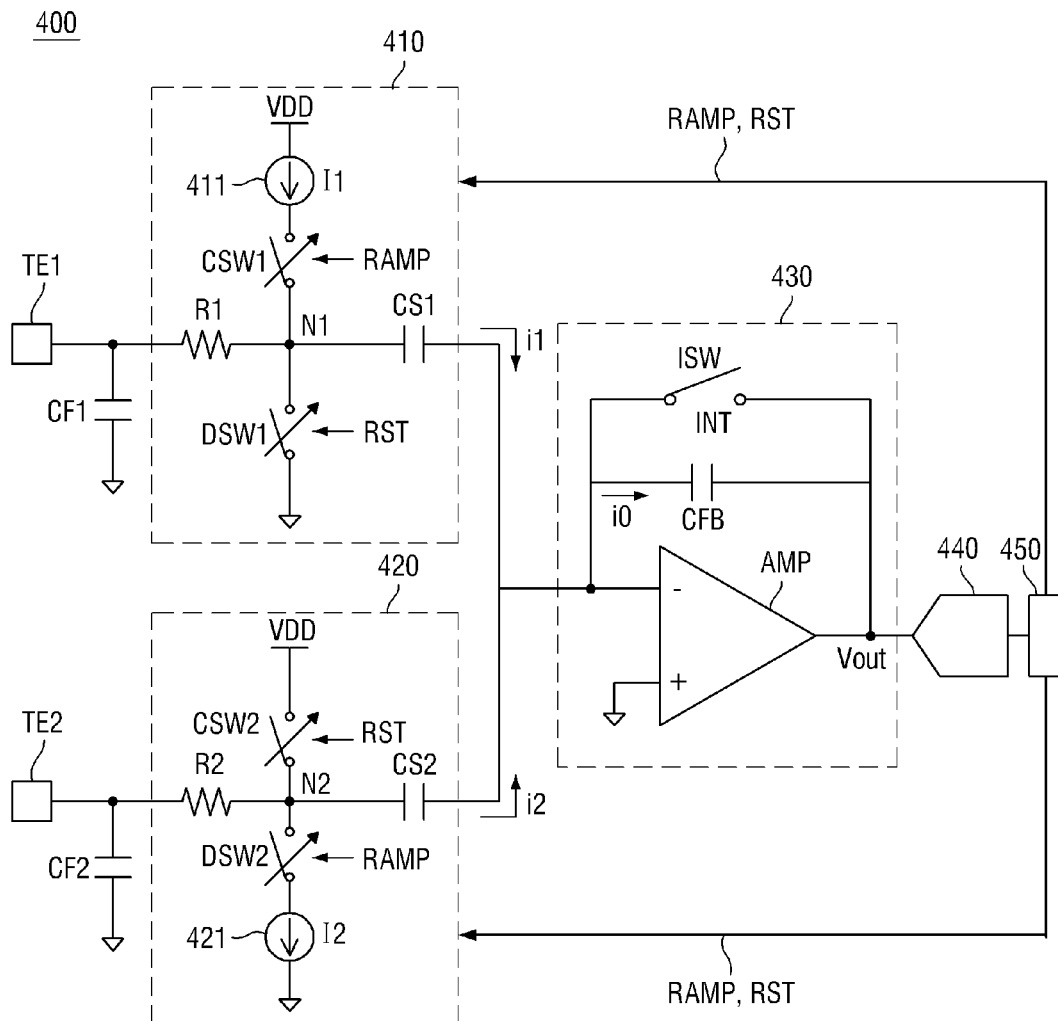 400
410
VDD
RAMP, RST
411
I1
CSW1
RAMP
TE1
430
R1
N1
CS1
i1
ISW
INT
CF1
DSW1
RST
i0
CFB
420
AMP
440
450
VDD
-
Vout
TE2
CSW2
RST
+
R2
N2
CS2
i2
CF2
DSW2
RAMP
421
I2
RAMP, RST